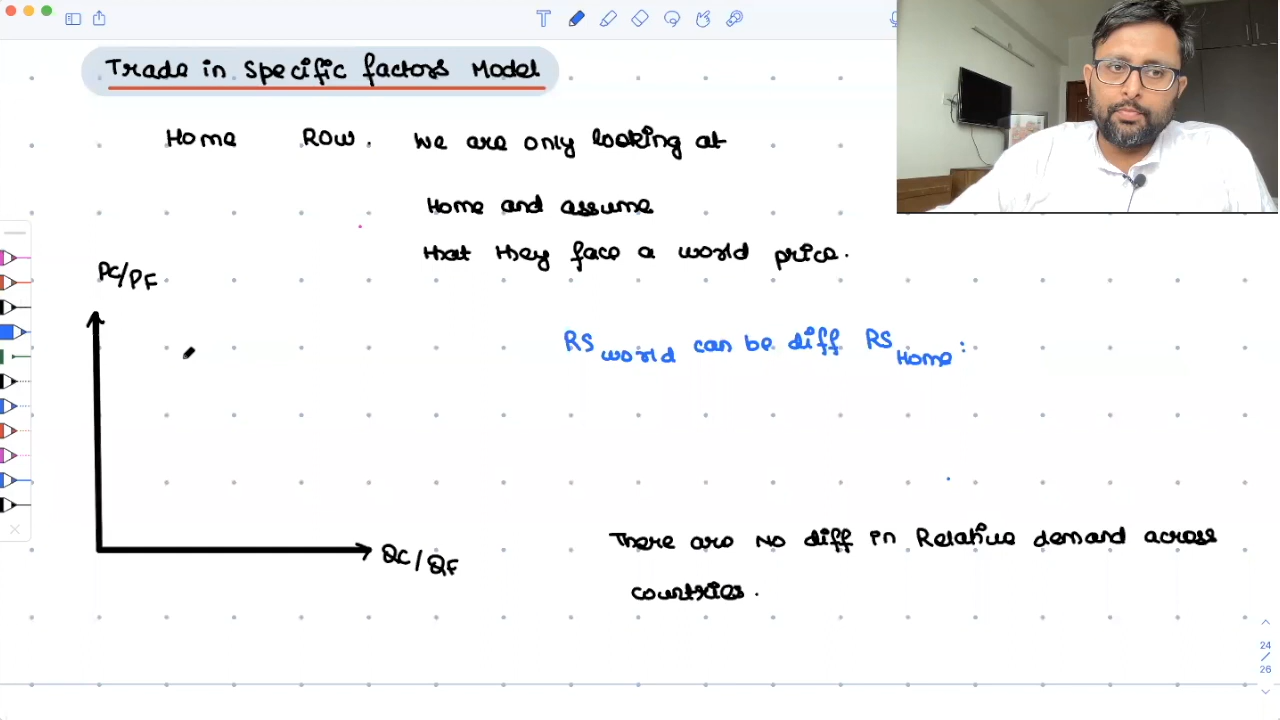 Trade in Specific factors Model
Home ROW. We are only looking at
Home and assume
that they face a world price.
PC/PF
RS world can be diff RS Home:
QC/QF
There are no diff in Relative demand across
countries.
24
/
26